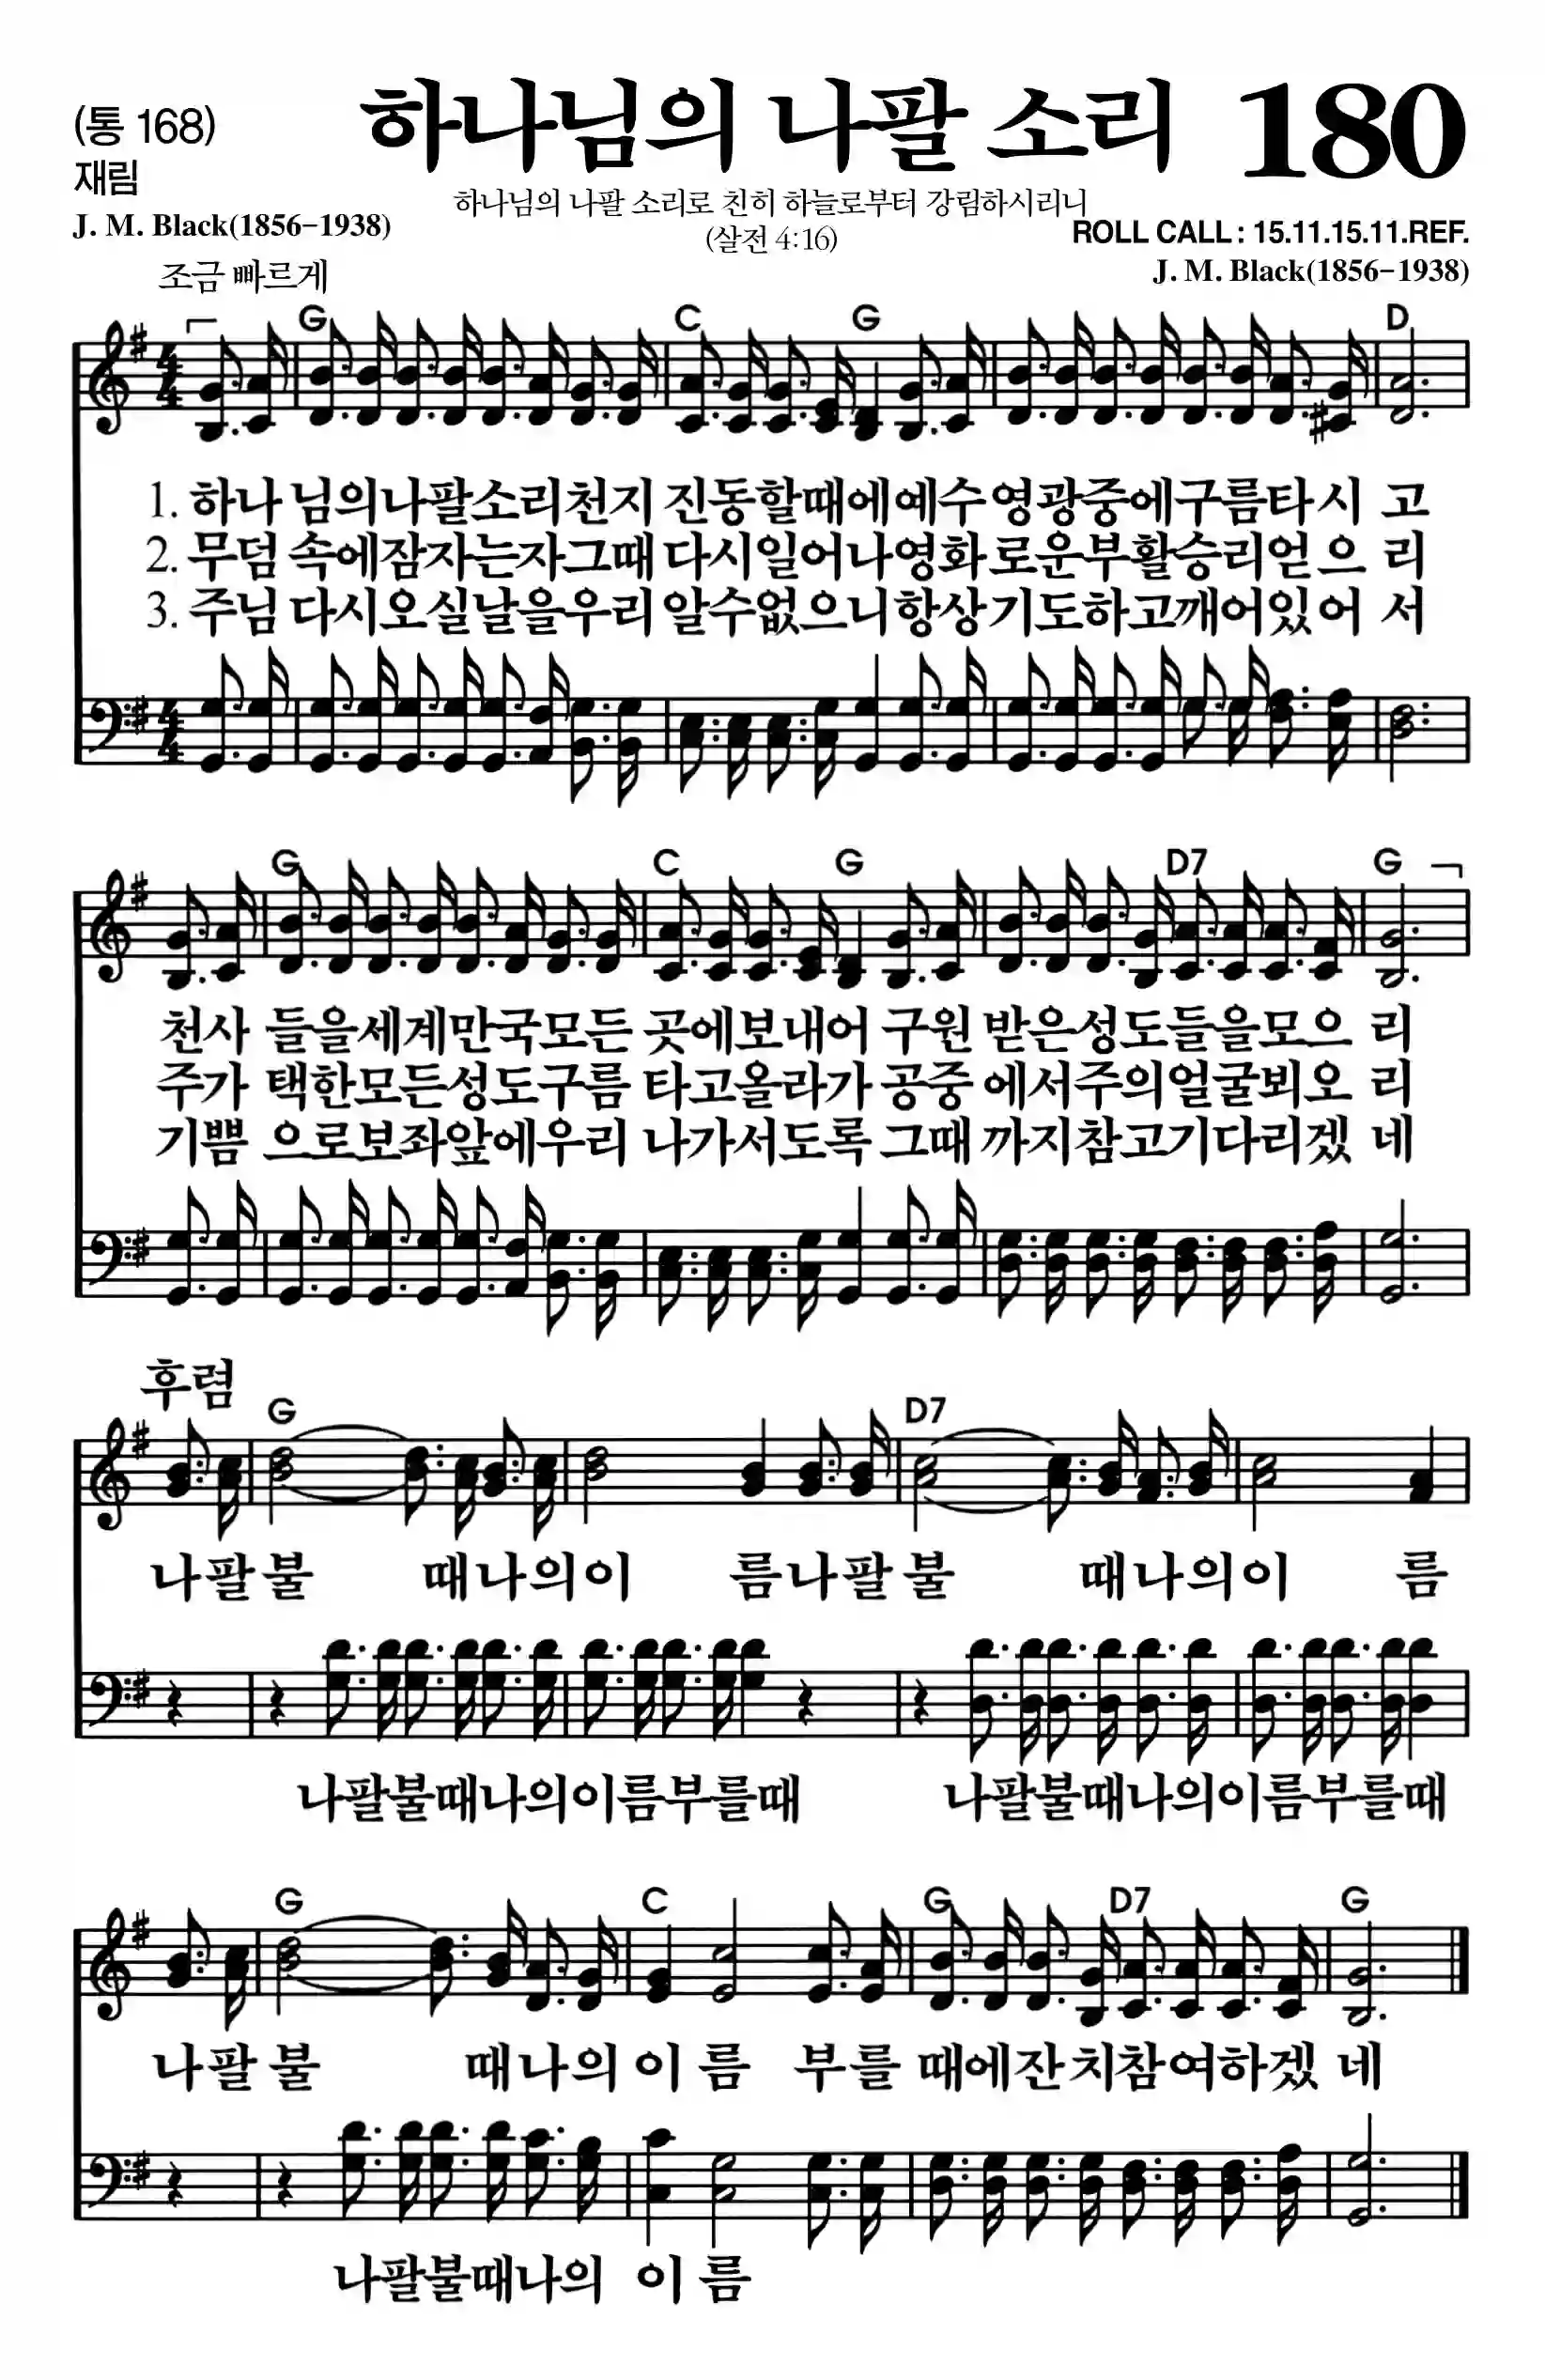 (통 168) 하나님의 나팔 소리 180
재림
하나님의 나팔 소리로 친히 하늘로부터 강림하시리니
(살전 4:16)
J. M. Black(1856-1938)
ROLL CALL : 15.11.15.11.REF.
J. M. Black(1856-1938)
조금 빠르게
G C G D
1. 하나 님의나팔소리천지 진동할때에예수영광중에구름타시 고
2. 무덤 속에잠자는자그때 다시일어나영화로운부활승리얻으 리
3. 주님 다시오실날을우리 알수없으니항상기도하고깨어있어 서
G C G D7 G
천사 들을세계만국모든 곳에보내어 구원 받은성도들을모으 리
주가 택한모든성도구름 타고올라가 공중 에서주의얼굴뵈오 리
기쁨 으로보좌앞에우리 나가서도록 그때 까지참고기다리겠 네
후렴
G D7
나팔불 때나의이 름나팔 불 때나의이 름
나팔불때나의이름부를때 나팔불때나의이름부를때
G C G D7 G
나팔 불 때나의 이 름 부를 때에잔치참여하겠 네
나팔불때나의 이 름